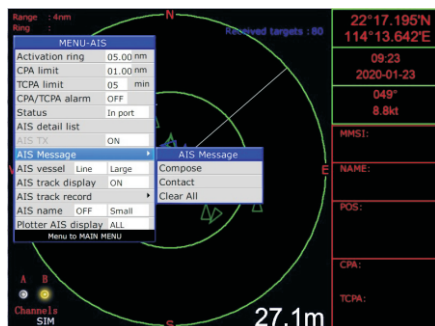 Range : 4nm
Ring :
N
Received targets : 80
MENU-AIS
Activation ring 05.00 nm
CPA limit 01.00 nm
TCPA limit 05 min
CPA/TCPA alarm OFF
Status In port
AIS detail list
AIS TX ON
AIS Message
AIS vessel Line Large
AIS track display ON
AIS track record
AIS name OFF Small
Plotter AIS display ALL
Menu to MAIN MENU
AIS Message
Compose
Contact
Clear All
E
A B
Channels
SIM
S
27.1m
22°17.195'N
114°13.642'E
09:23
2020-01-23
049°
8.8kt
MMSI:
NAME:
POS:
CPA:
TCPA: